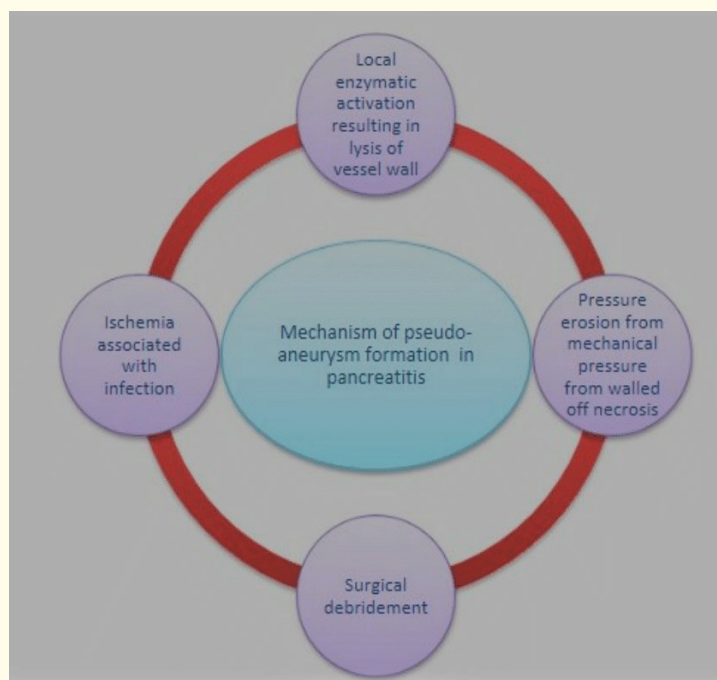 Local
enzymatic
activation
resulting in
lysis of
vessel wall
Ischemia
associated
with
infection
Mechanism of pseudo-
aneurysm formation in
pancreatitis
Pressure
erosion from
mechanical
pressure
from walled
off necrosis
Surgical
debridement